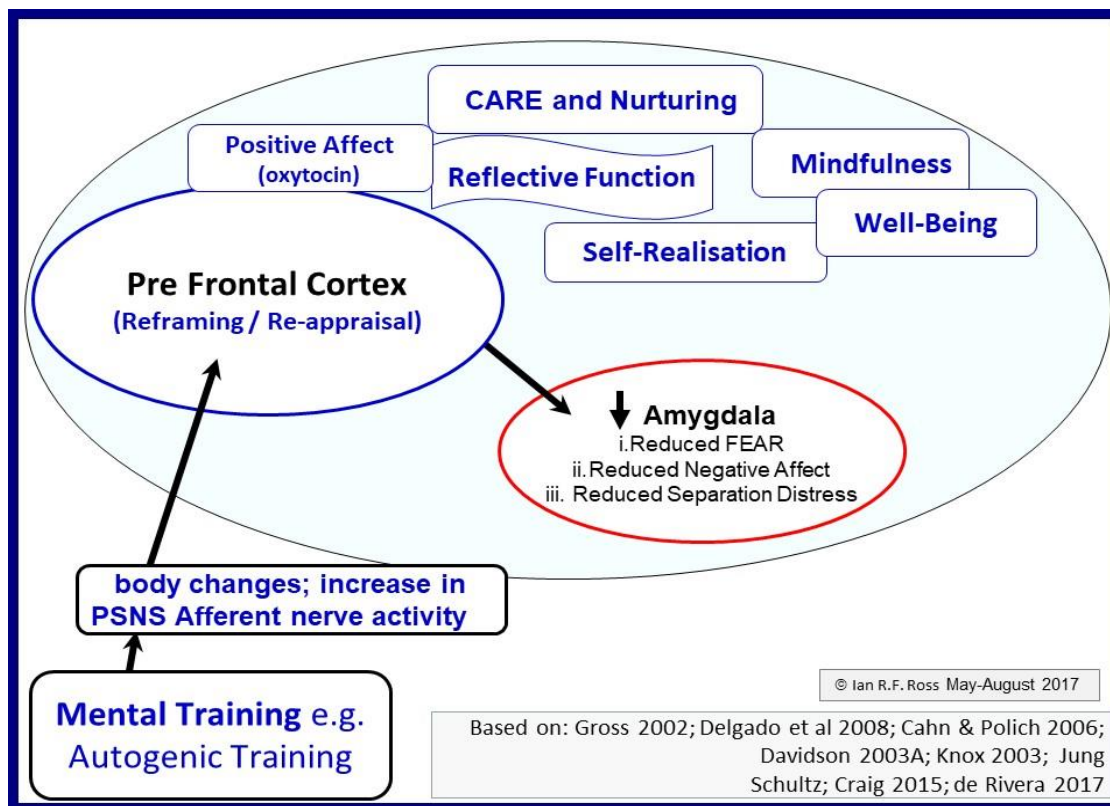 CARE and Nurturing
Positive Affect
(oxytocin)
Reflective Function
Mindfulness
Well-Being
Self-Realisation
Pre Frontal Cortex
(Reframing / Re-appraisal)
Amygdala
i.Reduced FEAR
ii.Reduced Negative Affect
iii. Reduced Separation Distress
body changes; increase in
PSNS Afferent nerve activity
Mental Training e.g.
Autogenic Training
© Ian R.F. Ross May-August 2017
Based on: Gross 2002; Delgado et al 2008; Cahn & Polich 2006;
Davidson 2003A; Knox 2003; Jung
Schultz; Craig 2015; de Rivera 2017